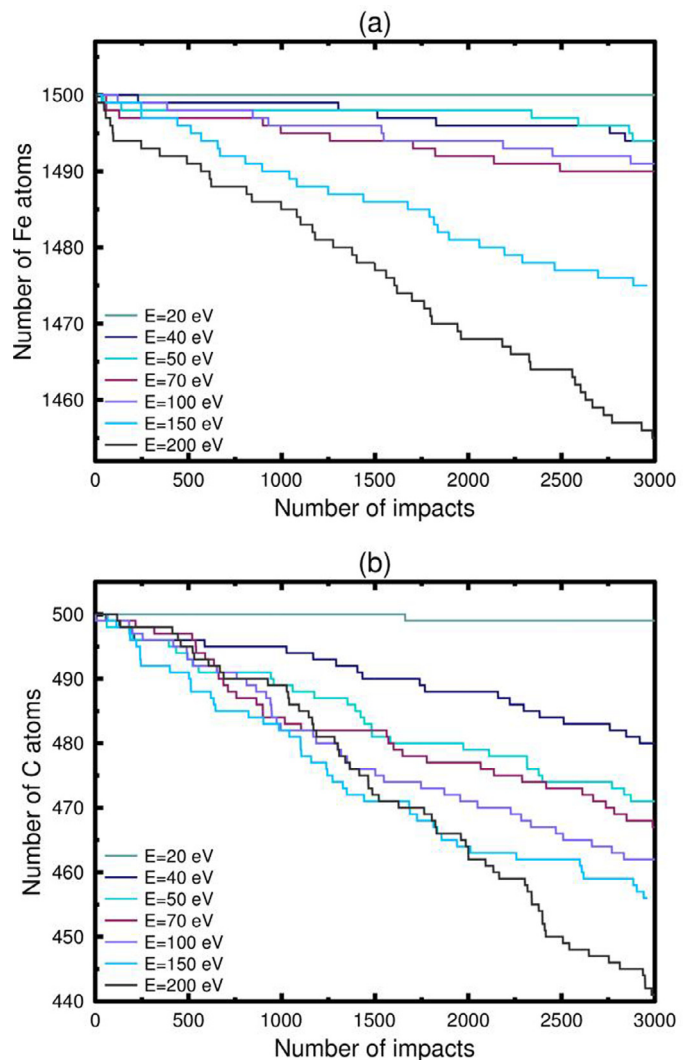 (a)
Number of Fe atoms
1500
1490
1480
1470
1460
E=20 eV
E=40 eV
E=50 eV
E=70 eV
E=100 eV
E=150 eV
E=200 eV
0 500 1000 1500 2000 2500 3000
Number of impacts
(b)
Number of C atoms
500
490
480
470
460
450
440
E=20 eV
E=40 eV
E=50 eV
E=70 eV
E=100 eV
E=150 eV
E=200 eV
0 500 1000 1500 2000 2500 3000
Number of impacts